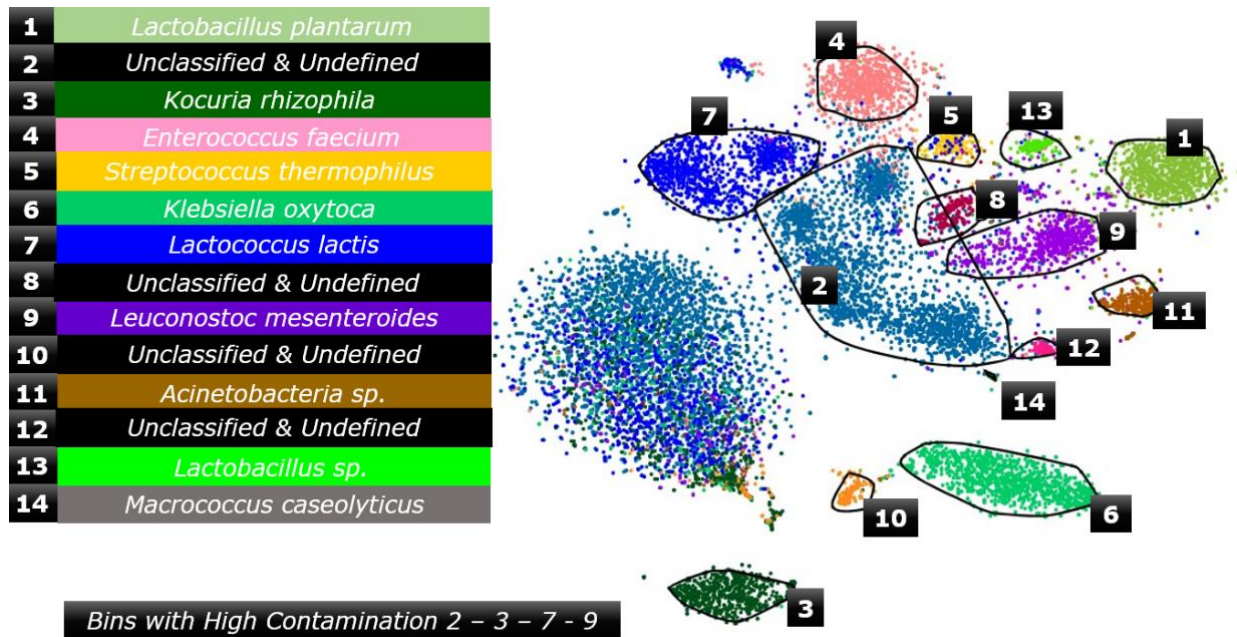 1 Lactobacillus plantarum
2 Unclassified & Undefined
3 Kocuria rhizophila
4 Enterococcus faecium
5 Streptococcus thermophilus
6 Klebsiella oxytoca
7 Lactococcus lactis
8 Unclassified & Undefined
9 Leuconostoc mesenteroides
10 Unclassified & Undefined
11 Acinetobacteria sp.
12 Unclassified & Undefined
13 Lactobacillus sp.
14 Macrococcus caseolyticus
Bins with High Contamination 2 – 3 – 7 - 9
4
7
5
13
1
8
9
2
11
12
14
10
6
3